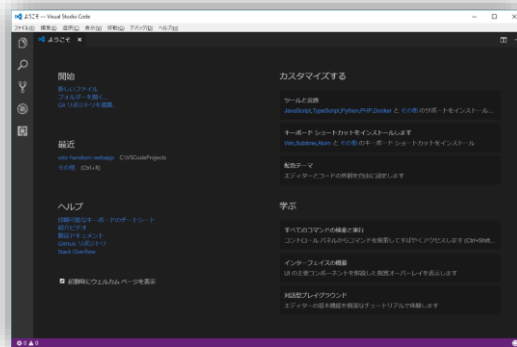 ようこそ — Visual Studio Code
ファイル(F) 編集(E) 選択(S) 表示(V) 移動(G) デバッグ(D) ヘルプ(H)
ようこそ
開始
新しいファイル
フォルダーを開く...
Git リポジトリを複製...
最近
vsts-handson-webapp C:\VSCodeProjects
その他 (Ctrl+R)
ヘルプ
印刷可能なキーボードのチートシート
紹介ビデオ
製品ドキュメント
GitHub リポジトリ
Stack Overflow
起動時にウェルカム ページを表示
カスタマイズする
ツールと言語
JavaScript,TypeScript,Python,PHP,Docker と その他 のサポートをインストール...
キーボード ショートカットをインストールします
Vim,Sublime,Atom と その他 のキーボード ショートカットをインストール
配色テーマ
エディターとコードの外観を自由に設定します
学ぶ
すべてのコマンドの検索と実行
コントロール パネルからコマンドを検索してすばやくアクセスします (Ctrl+Shift...
インターフェイスの概要
UI の主要コンポーネントを解説した視覚オーバーレイを表示します
対話型プレイグラウンド
エディターの基本機能を簡潔なチュートリアルで体験します
0 0